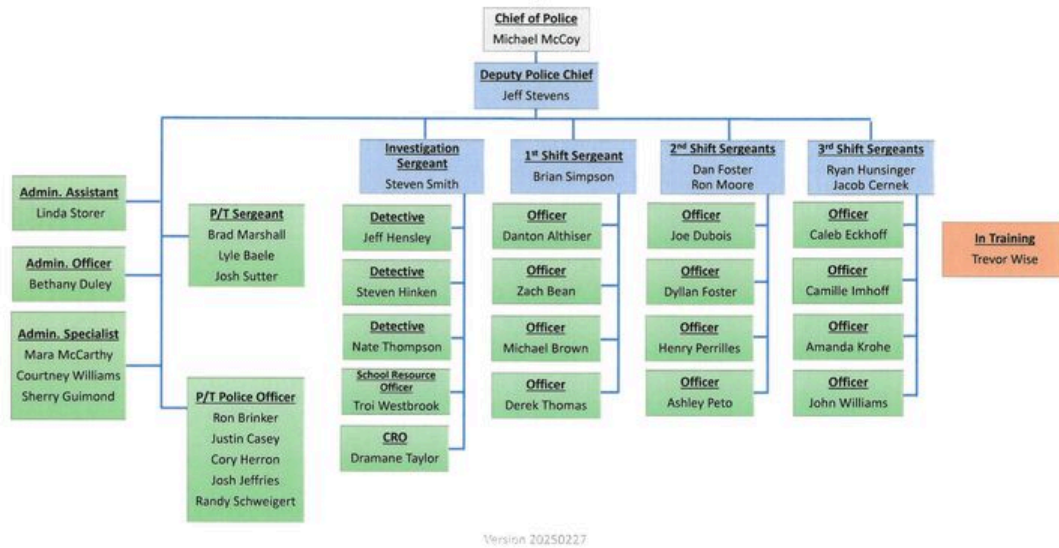 Chief of Police
Michael McCoy
Deputy Police Chief
Jeff Stevens
Investigation
Sergeant
Steven Smith
1st Shift Sergeant
Brian Simpson
2nd Shift Sergeants
Dan Foster
Ron Moore
3rd Shift Sergeants
Ryan Hunsinger
Jacob Cernek
Admin. Assistant
Linda Storer
Admin. Officer
Bethany Duley
Admin. Specialist
Mara McCarthy
Courtney Williams
Sherry Guimond
P/T Sergeant
Brad Marshall
Lyle Baele
Josh Sutter
P/T Police Officer
Ron Brinker
Justin Casey
Cory Herron
Josh Jeffries
Randy Schweigert
Detective
Jeff Hensley
Detective
Steven Hinken
Detective
Nate Thompson
School Resource
Officer
Troi Westbrook
CRO
Dramane Taylor
Officer
Danton Althiser
Officer
Zach Bean
Officer
Michael Brown
Officer
Derek Thomas
Officer
Joe Dubois
Officer
Dyllan Foster
Officer
Henry Perrilles
Officer
Ashley Peto
Officer
Caleb Eckhoff
Officer
Camille Imhoff
Officer
Amanda Krohe
Officer
John Williams
In Training
Trevor Wise
Version 20250227